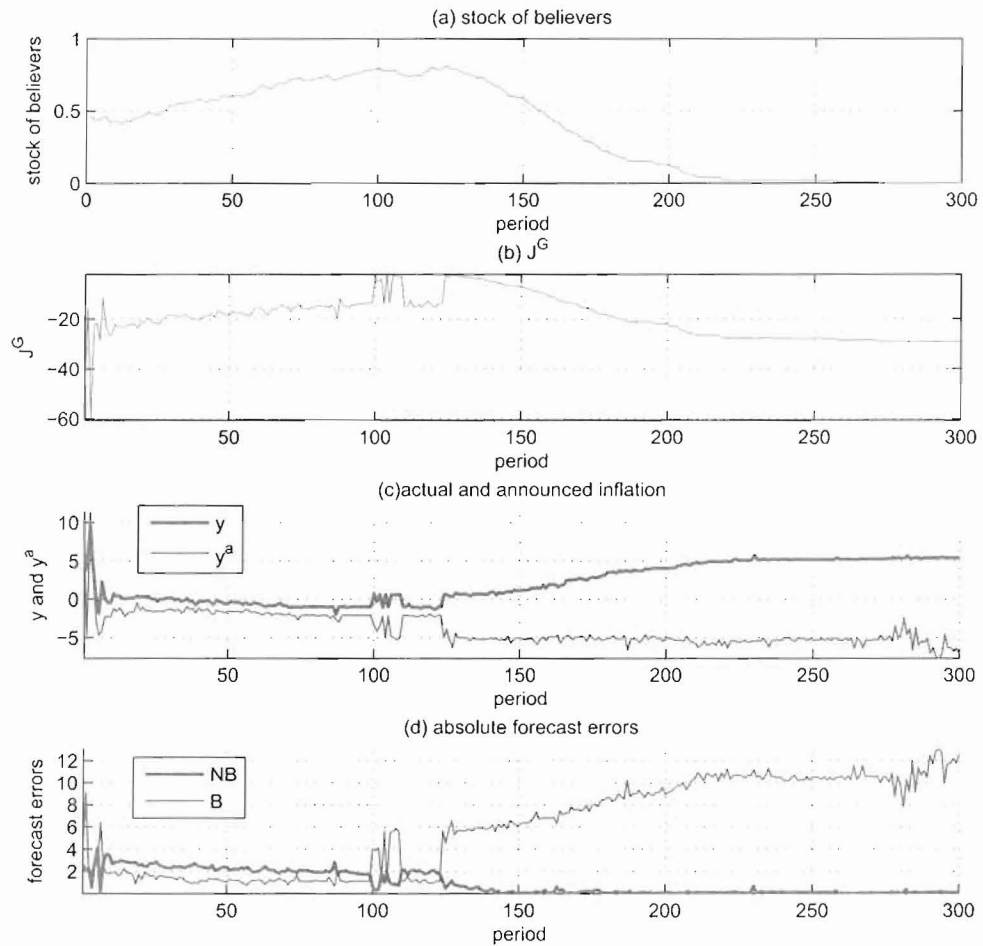 (a) stock of believers
stock of believers
1
0.5
0
0 50 100 150 200 250 300
period
(b) J^G
J^G
−20
−40
−60
50 100 150 200 250 300
period
(c)actual and announced inflation
y and y^a
10
5
0
−5
y
y^a
50 100 150 200 250 300
period
(d) absolute forecast errors
forecast errors
12
10
8
6
4
2
NB
B
50 100 150 200 250 300
period